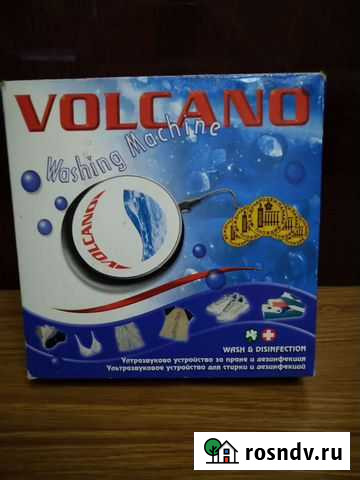 VOLCANO
Washing Machine
VOLCANO
WASH & DISINFECTION
Ултразвуково устройство за пране и дезинфекция
Ультразвуковое устройство для стирки и дезинфекций
rosndv.ru